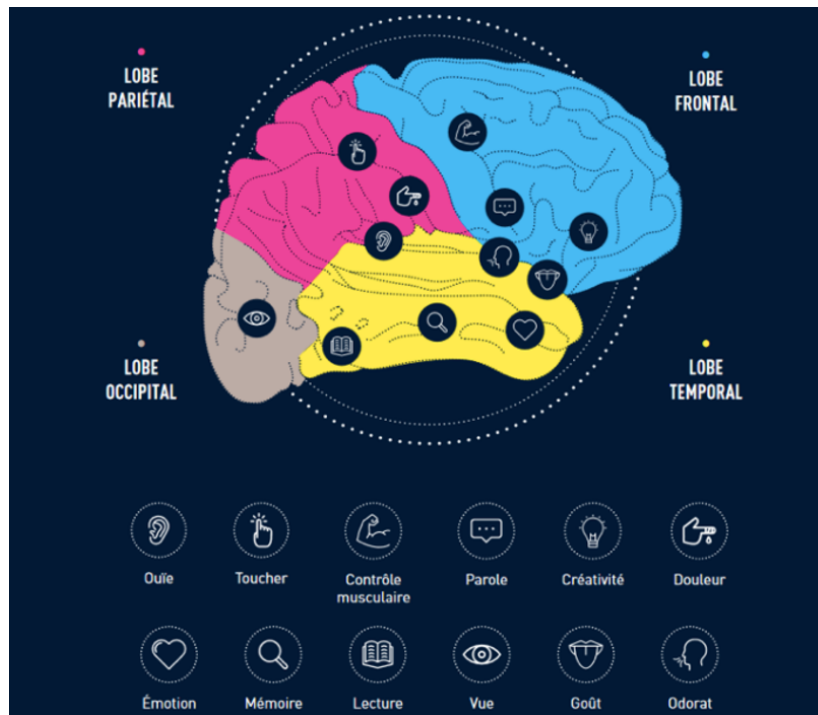 LOBE
PARIÉTAL
LOBE
FRONTAL
LOBE
OCCIPITAL
LOBE
TEMPORAL
Ouïe
Toucher
Contrôle
musculaire
Parole
Créativité
Douleur
Émotion
Mémoire
Lecture
Vue
Goût
Odorat